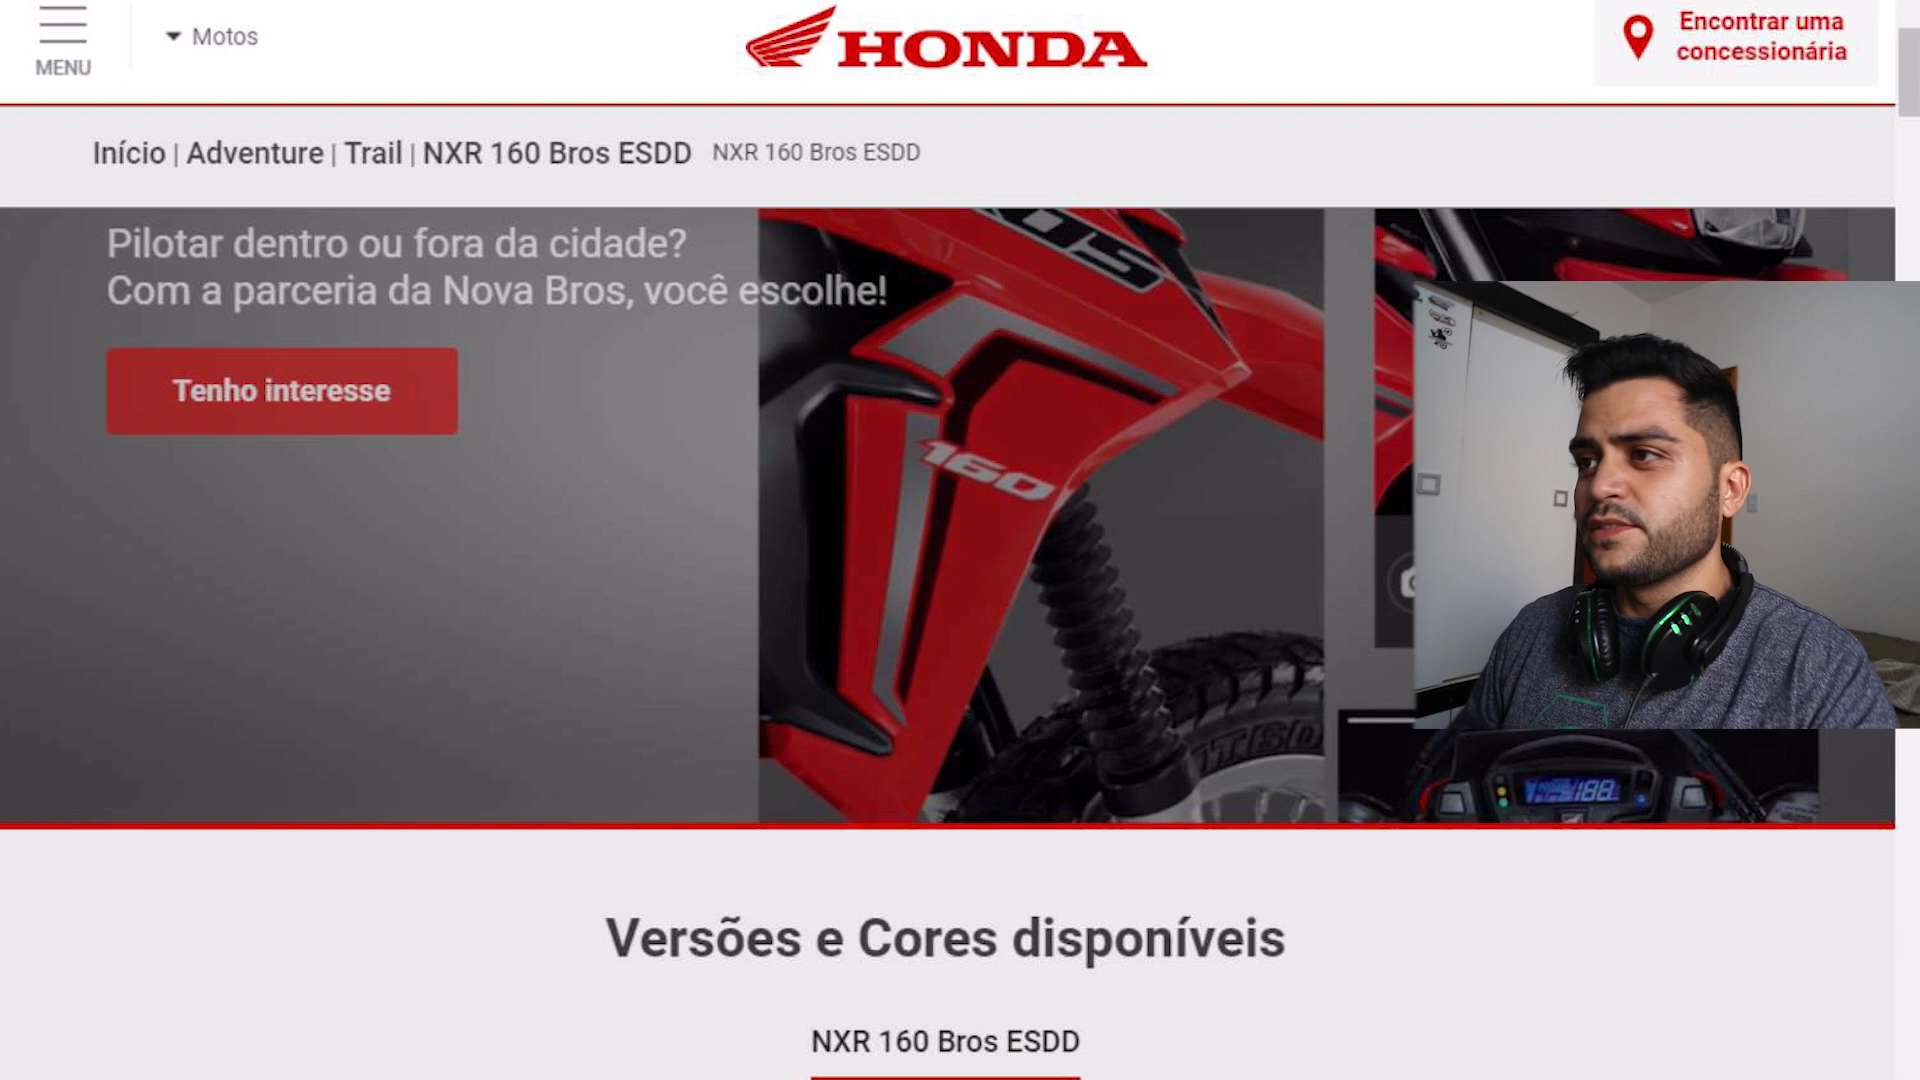 MENU
Motos
HONDA
Encontrar uma
concessionária
Início | Adventure | Trail | NXR 160 Bros ESDD NXR 160 Bros ESDD
Pilotar dentro ou fora da cidade?
Com a parceria da Nova Bros, você escolhe!
Tenho interesse
160
Versões e Cores disponíveis
NXR 160 Bros ESDD